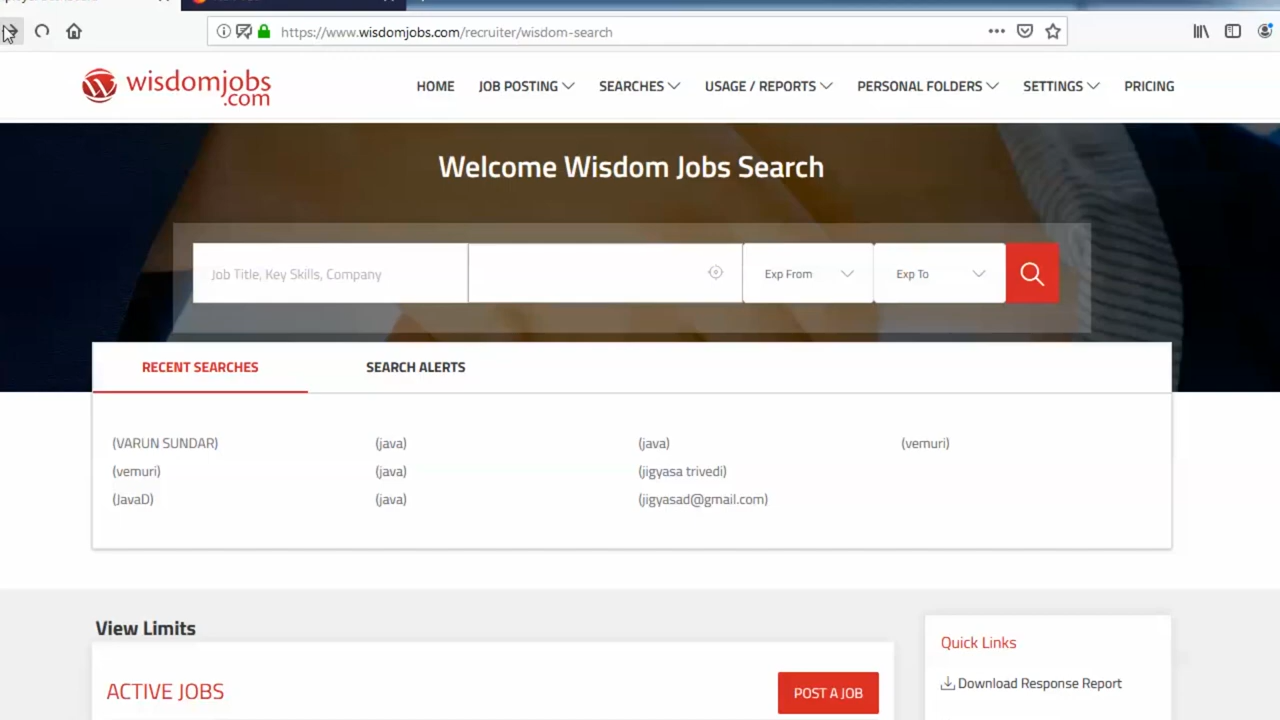 https://www.wisdomjobs.com/recruiter/wisdom-search
wisdomjobs
.com
HOME JOB POSTING SEARCHES USAGE / REPORTS PERSONAL FOLDERS SETTINGS PRICING
Welcome Wisdom Jobs Search
Job Title, Key Skills, Company Exp From Exp To
RECENT SEARCHES SEARCH ALERTS
(VARUN SUNDAR) (java) (java) (vemuri)
(vemuri) (java) (jigyasa trivedi)
(JavaD) (java) (jigyasad@gmail.com)
View Limits
Quick Links
ACTIVE JOBS POST A JOB
Download Response Report